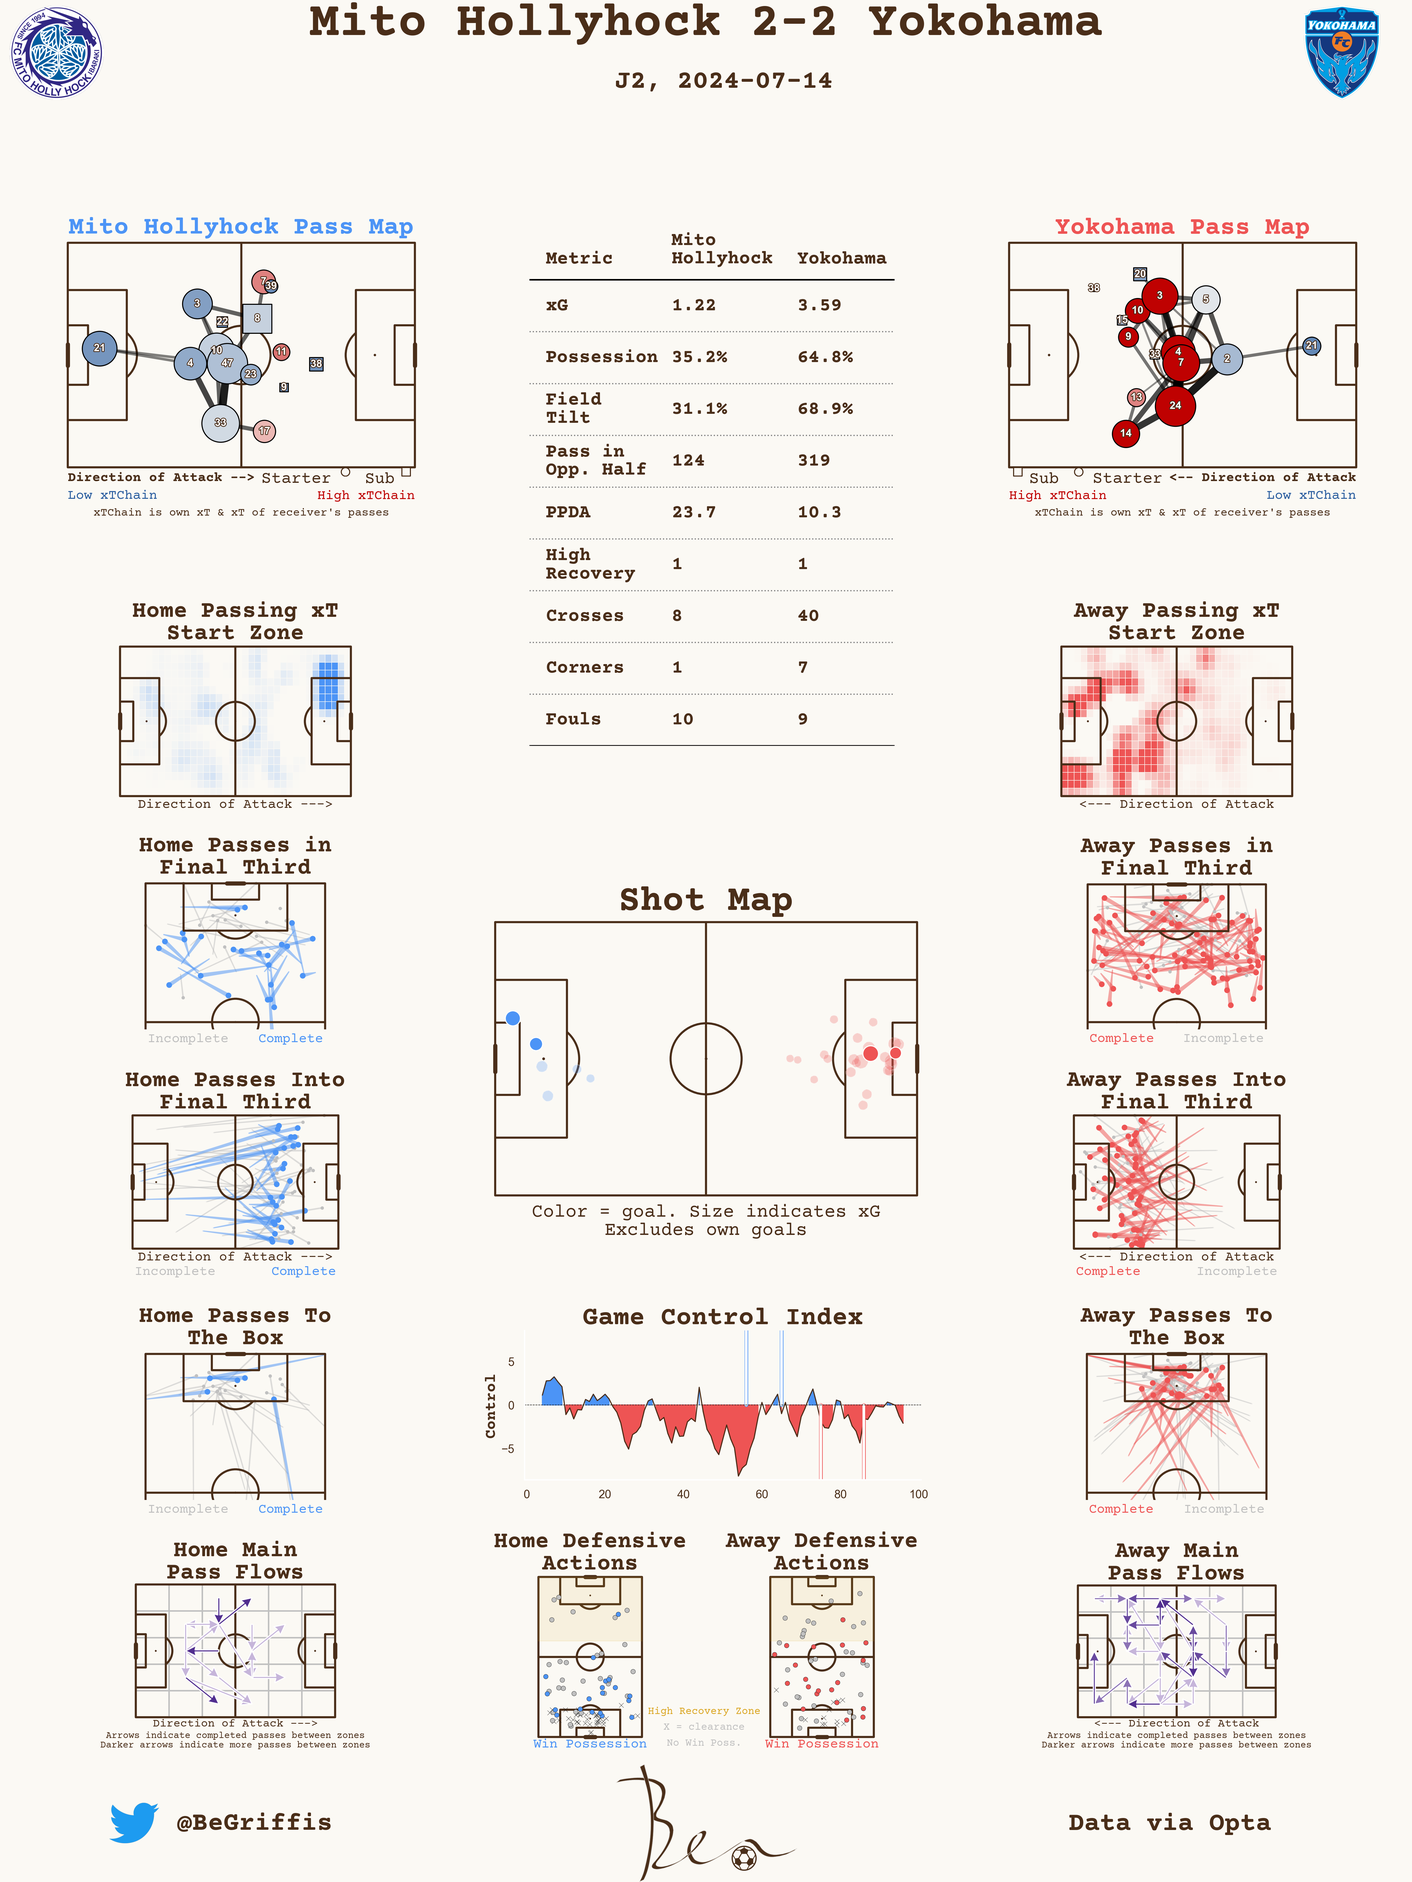 Mito Hollyhock 2-2 Yokohama
J2, 2024-07-14
SINCE 1994
FC MITO HOLLY HOCK
IBARAKI
YOKOHAMA
FC
Mito Hollyhock Pass Map
7
39
3
22
8
21
10
4
47
11
38
23
9
33
17
Direction of Attack --> Starter Sub
Low xTChain High xTChain
xTChain is own xT & xT of receiver's passes
Metric Mito Hollyhock Yokohama
xG 1.22 3.59
Possession 35.2% 64.8%
Field Tilt 31.1% 68.9%
Pass in Opp. Half 124 319
PPDA 23.7 10.3
High Recovery 1 1
Crosses 8 40
Corners 1 7
Fouls 10 9
Yokohama Pass Map
20
38
3
5
10
15
9
33
4
7
2
21
13
24
14
Sub Starter <-- Direction of Attack
High xTChain Low xTChain
xTChain is own xT & xT of receiver's passes
Home Passing xT
Start Zone
Direction of Attack --->
Away Passing xT
Start Zone
<--- Direction of Attack
Home Passes in
Final Third
Incomplete Complete
Away Passes in
Final Third
Complete Incomplete
Shot Map
Color = goal. Size indicates xG
Excludes own goals
Home Passes Into
Final Third
Direction of Attack --->
Incomplete Complete
Away Passes Into
Final Third
<--- Direction of Attack
Complete Incomplete
Home Passes To
The Box
Incomplete Complete
Game Control Index
Control
5
0
−5
0 20 40 60 80 100
Away Passes To
The Box
Complete Incomplete
Home Main
Pass Flows
Direction of Attack --->
Arrows indicate completed passes between zones
Darker arrows indicate more passes between zones
Home Defensive
Actions
Win Possession
Away Defensive
Actions
Win Possession
High Recovery Zone
X = clearance
No Win Poss.
Away Main
Pass Flows
<--- Direction of Attack
Arrows indicate completed passes between zones
Darker arrows indicate more passes between zones
@BeGriffis
Ben
Data via Opta